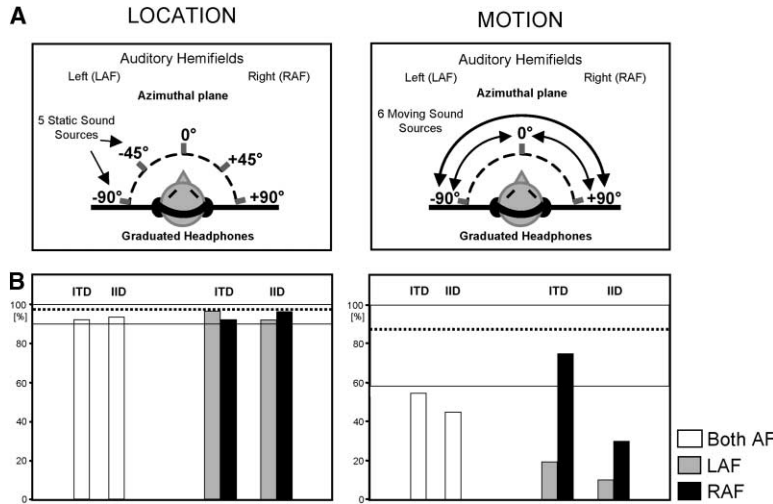 LOCATION
MOTION
A
Auditory Hemifields
Left (LAF)
Right (RAF)
Azimuthal plane
5 Static Sound
Sources
0°
-45°
+45°
-90°
+90°
Graduated Headphones
Auditory Hemifields
Left (LAF)
Right (RAF)
Azimuthal plane
6 Moving Sound
Sources
0°
-90°
+90°
Graduated Headphones
B
ITD IID ITD IID
100
[%]
80
60
40
20
0
ITD IID ITD IID
100
[%]
80
60
40
20
0
Both AF
LAF
RAF